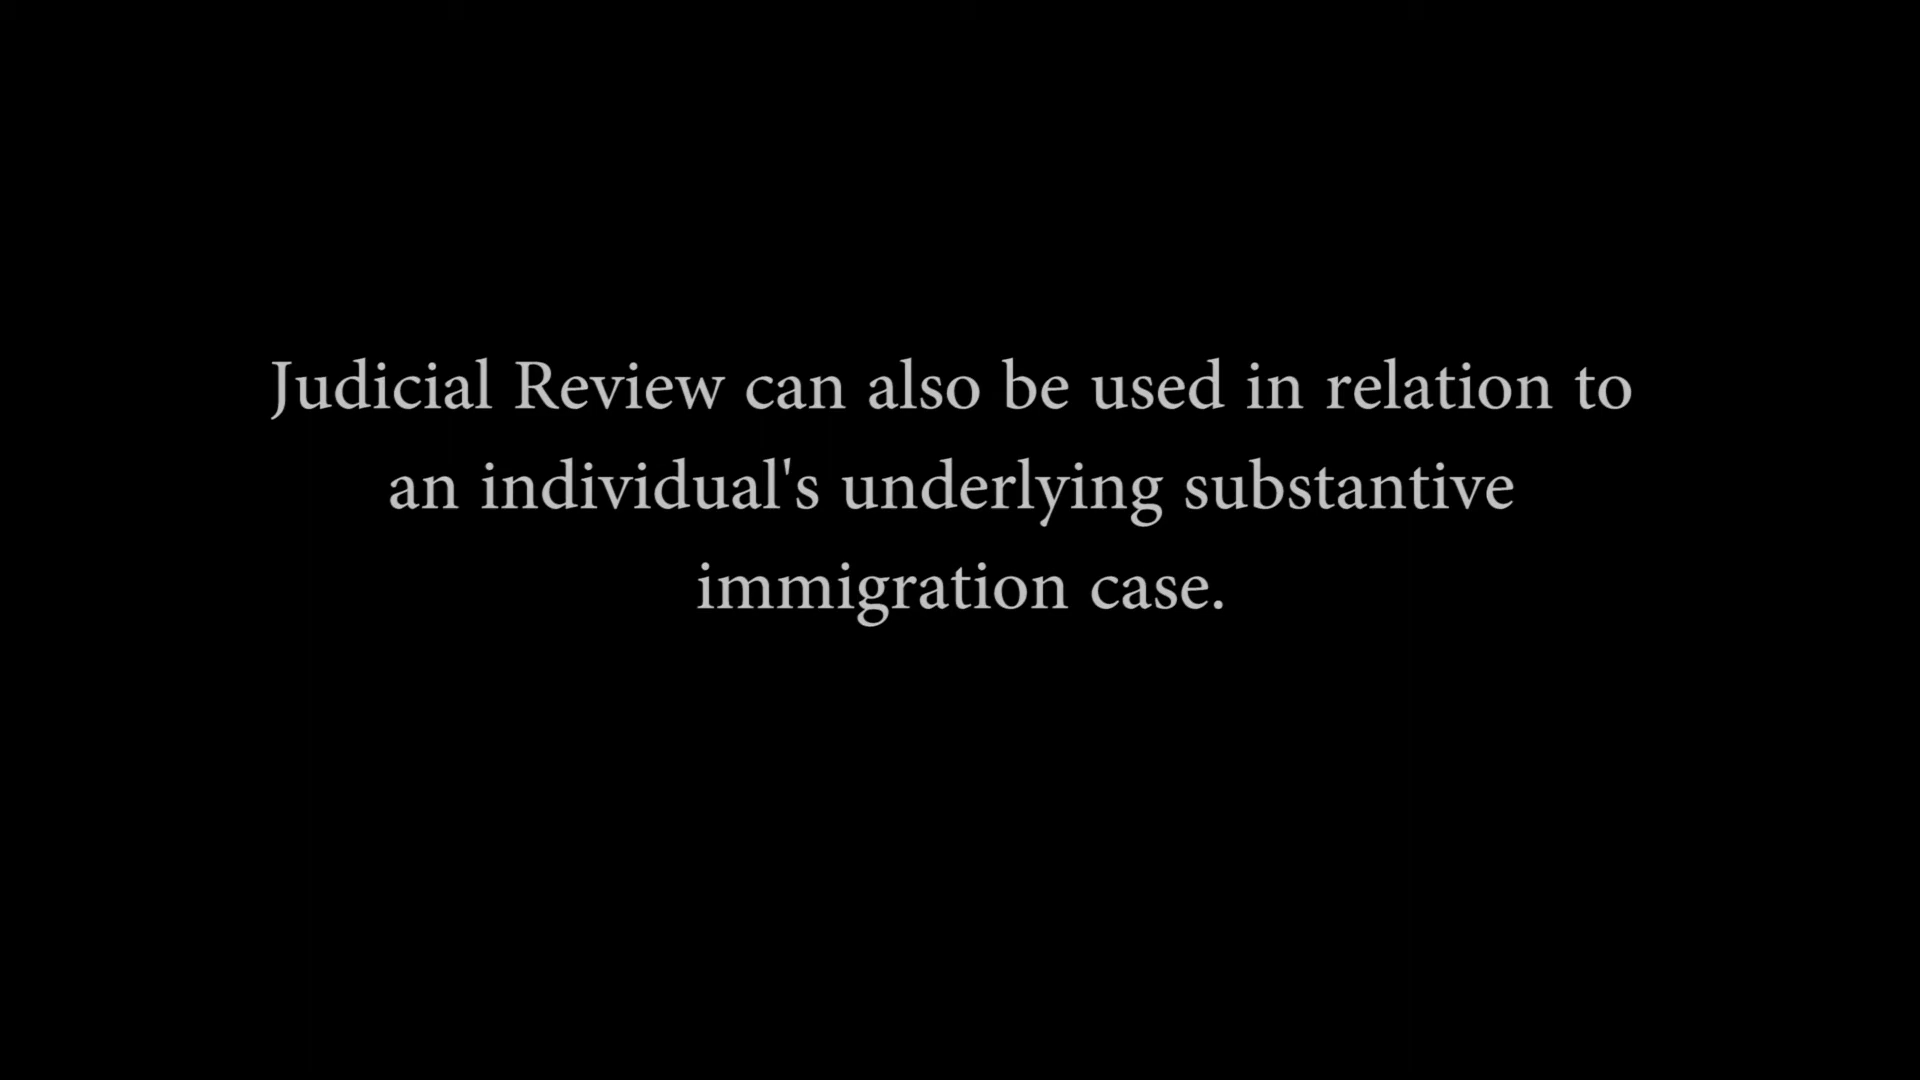 Judicial Review can also be used in relation to
an individual's underlying substantive
immigration case.